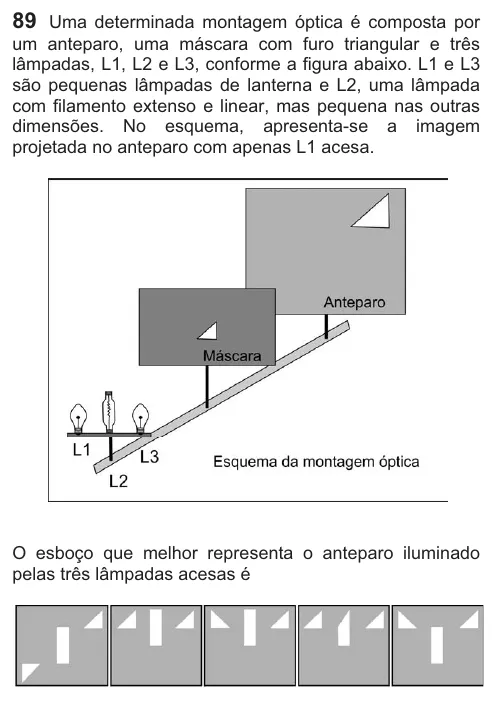 89 Uma determinada montagem óptica é composta por
um anteparo, uma máscara com furo triangular e três
lâmpadas, L1, L2 e L3, conforme a figura abaixo. L1 e L3
são pequenas lâmpadas de lanterna e L2, uma lâmpada
com filamento extenso e linear, mas pequena nas outras
dimensões. No esquema, apresenta-se a imagem
projetada no anteparo com apenas L1 acesa.
Anteparo
Máscara
L1
L3
L2
Esquema da montagem óptica
O esboço que melhor representa o anteparo iluminado
pelas três lâmpadas acesas é